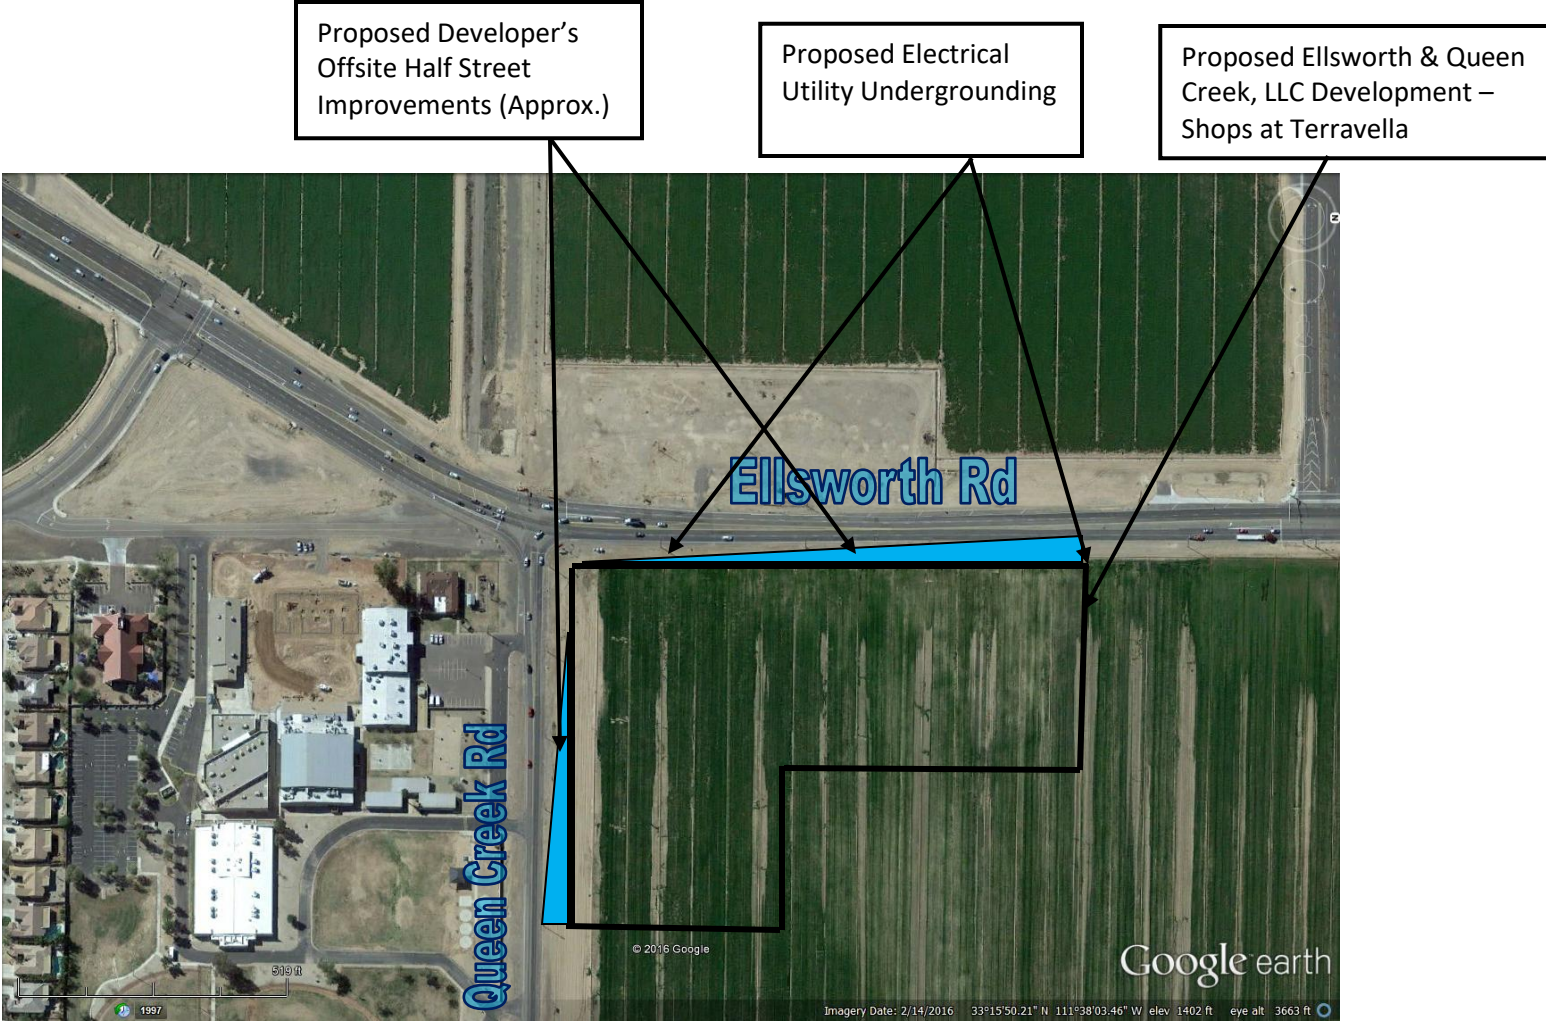 Proposed Developer’s
Offsite Half Street
Improvements (Approx.)
Proposed Electrical
Utility Undergrounding
Proposed Ellsworth & Queen
Creek, LLC Development –
Shops at Terravella
N
Ellsworth Rd
Queen Creek Rd
© 2016 Google
Google earth
519 ft
1997
Imagery Date: 2/14/2016 33°15'50.21" N 111°38'03.46" W elev 1402 ft eye alt 3663 ft